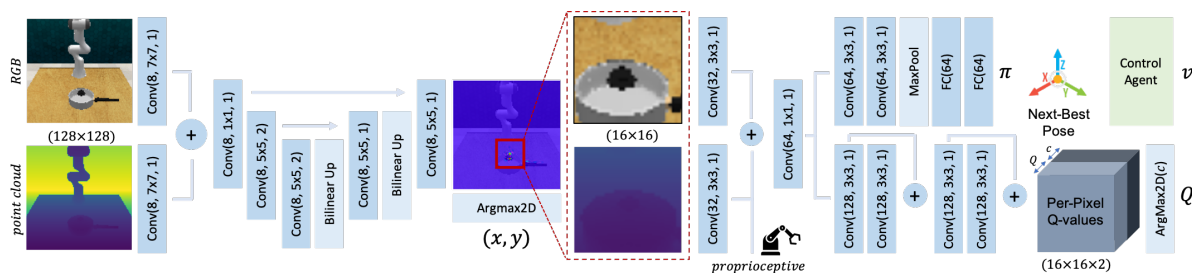 RGB
(128×128)
point cloud
Conv(8, 7x7, 1)
Conv(8, 7x7, 1)
+
Conv(8, 1x1, 1)
Conv(8, 5x5, 2)
Conv(8, 5x5, 2)
Bilinear Up
Conv(8, 5x5, 1)
Bilinear Up
Conv(8, 5x5, 1)
Argmax2D
(x, y)
(16×16)
Conv(32, 3x3, 1)
Conv(32, 3x3, 1)
+
proprioceptive
Conv(64, 1x1, 1)
Conv(64, 3x3, 1)
Conv(64, 3x3, 1)
MaxPool
FC(64)
FC(64)
π
Z
X
Y
Next-Best
Pose
Control
Agent
v
Conv(128, 3x3, 1)
Conv(128, 3x3, 1)
+
Conv(128, 3x3, 1)
Conv(128, 3x3, 1)
+
Q
c
Per-Pixel
Q-values
(16×16×2)
ArgMax2D(c)
Q